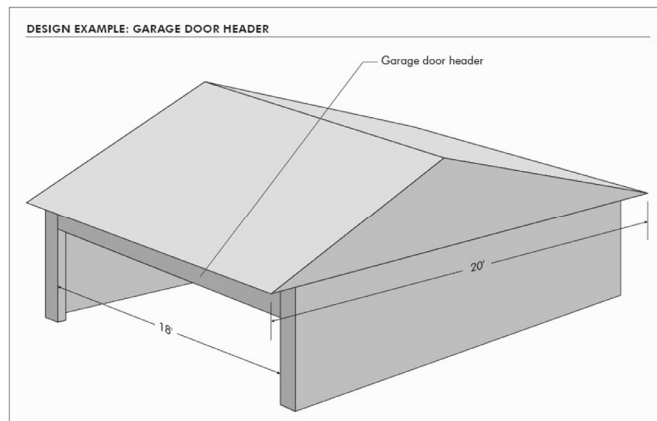 DESIGN EXAMPLE: GARAGE DOOR HEADER
Garage door header
20'
18'